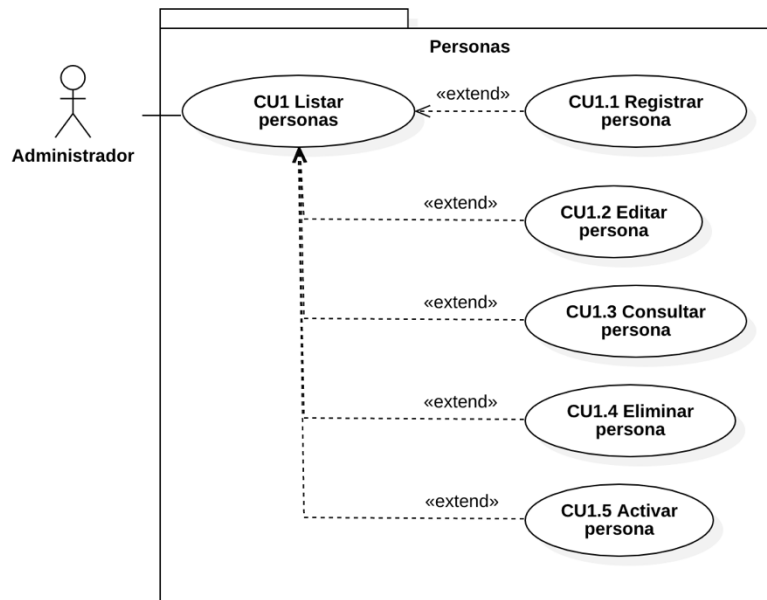 Personas
Administrador
CU1 Listar
personas
«extend»
CU1.1 Registrar
persona
«extend»
CU1.2 Editar
persona
«extend»
CU1.3 Consultar
persona
«extend»
CU1.4 Eliminar
persona
«extend»
CU1.5 Activar
persona